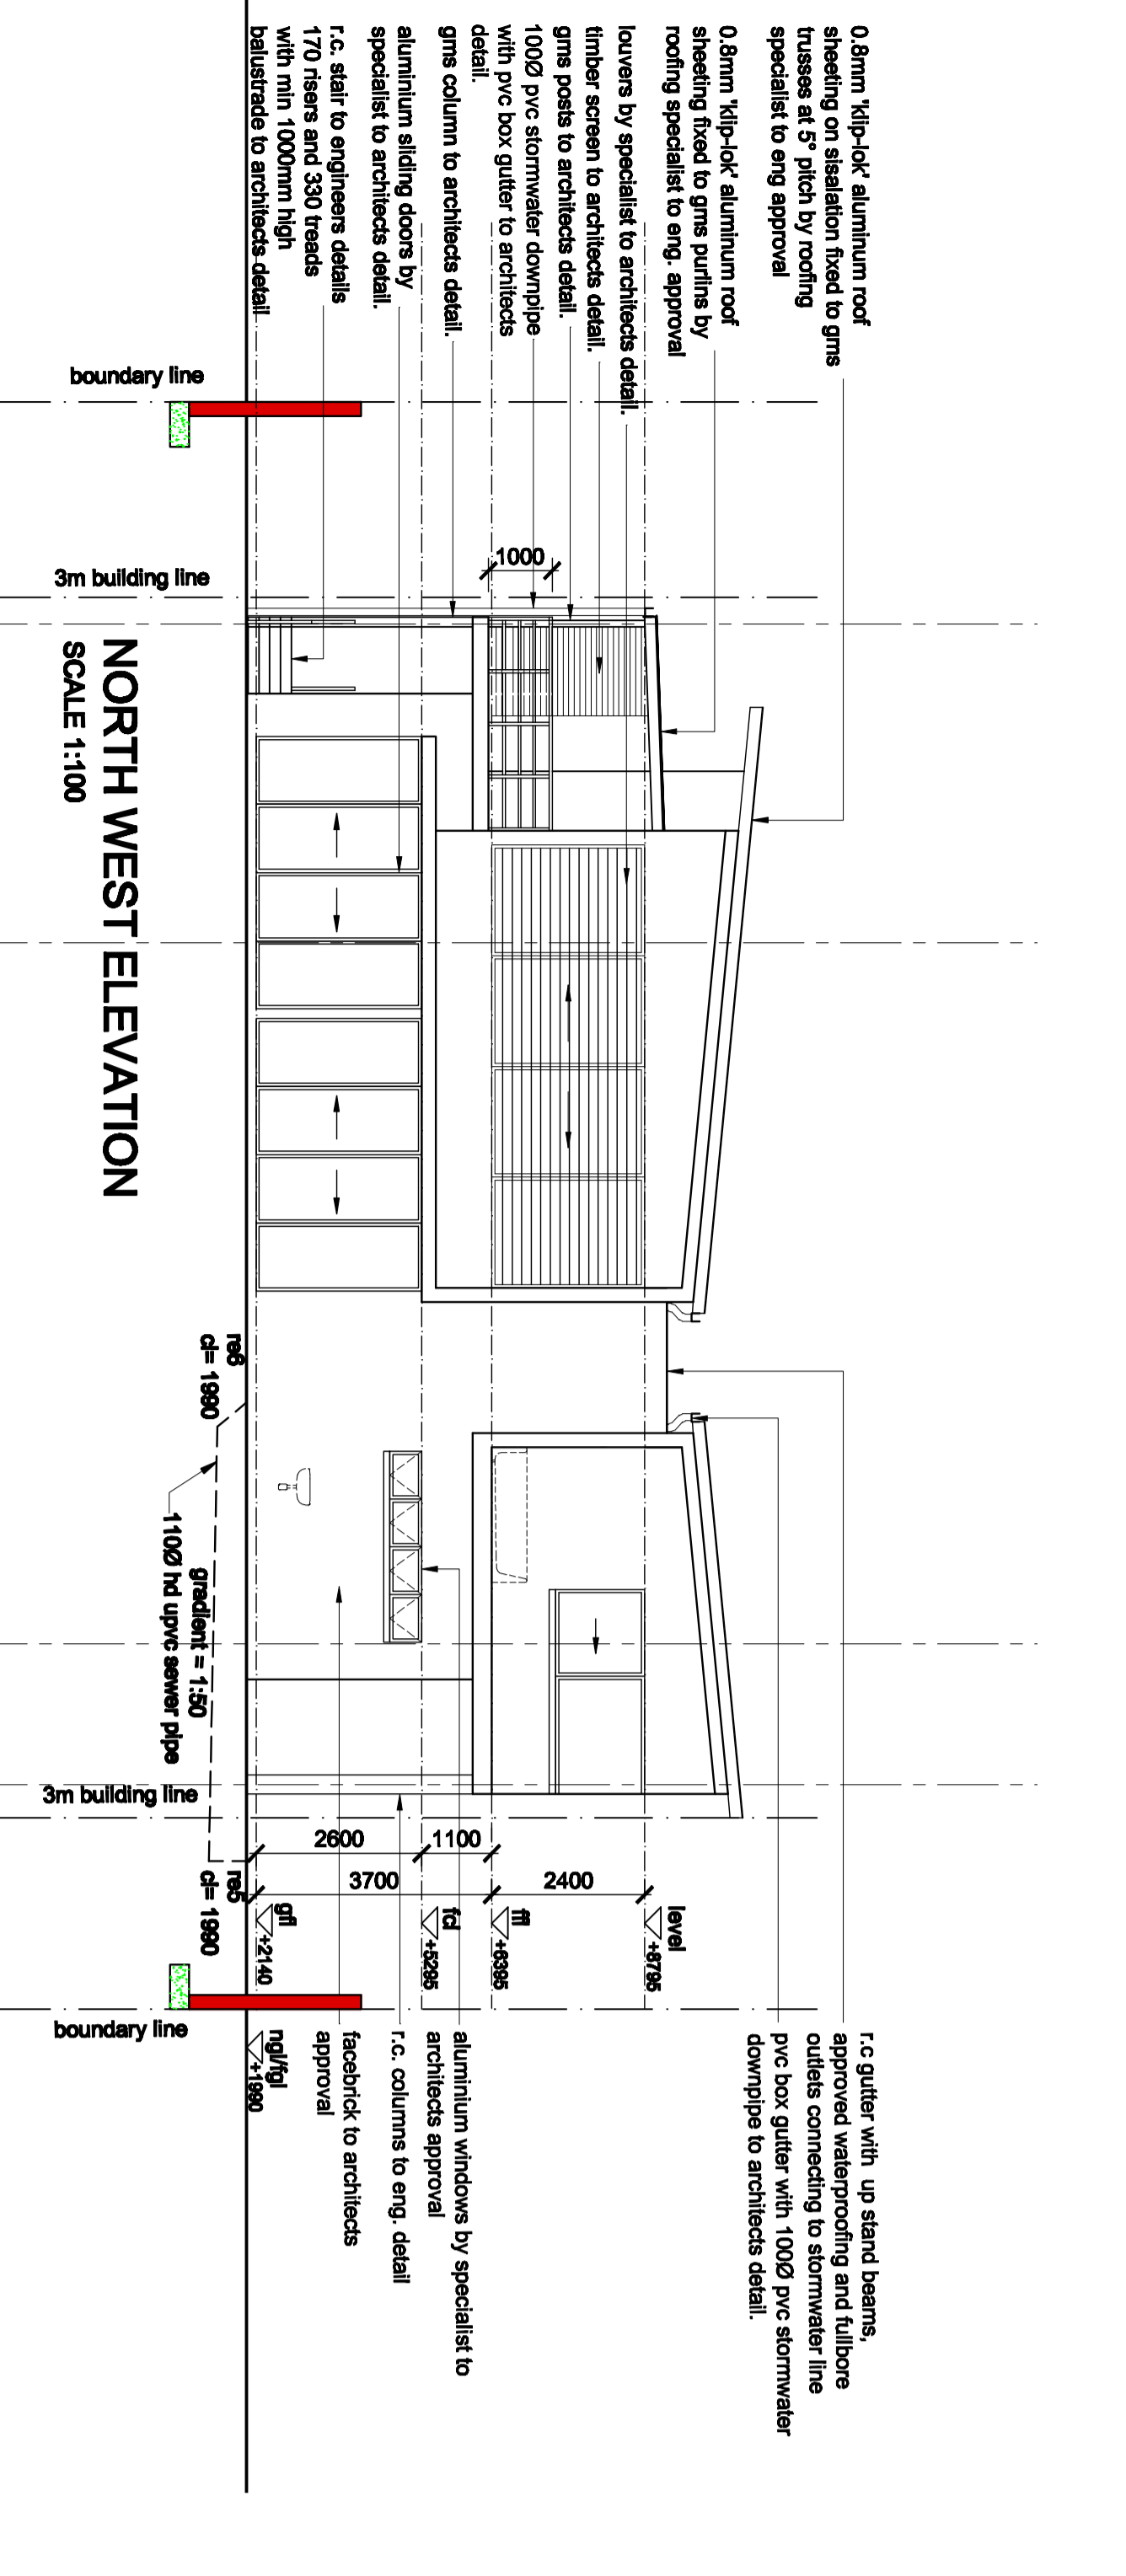 0.8mm 'klip-lok' aluminum roof
sheeting on sisalation fixed to gms
trusses at 5° pitch by roofing
specialist to eng approval
0.8mm 'klip-lok' aluminum roof
sheeting fixed to gms purlins by
roofing specialist to eng. approval
louvers by specialist to architects detail.
timber screen to architects detail.
gms posts to architects detail.
100Ø pvc stormwater downpipe
with pvc box gutter to architects
detail.
gms column to architects detail.
aluminium sliding doors by
specialist to architects detail.
r.c. stair to engineers details
170 risers and 330 treads
with min 1000mm high
balustrade to architects detail
boundary line
3m building line
1000
NORTH WEST ELEVATION
SCALE 1:100
re6
cl= 1990
gradient = 1:50
110Ø hd upvc sewer pipe
3m building line
re5
cl= 1990
2600
1100
3700
2400
level
+8795
ffl
+6395
fcl
+5295
gfl
+2140
boundary line
ngl/fgl
+1990
r.c gutter with up stand beams,
approved waterproofing and fullbore
outlets connecting to stormwater line
pvc box gutter with 100Ø pvc stormwater
downpipe to architects detail.
aluminium windows by specialist to
architects approval
r.c. columns to eng. detail
facebrick to architects
approval